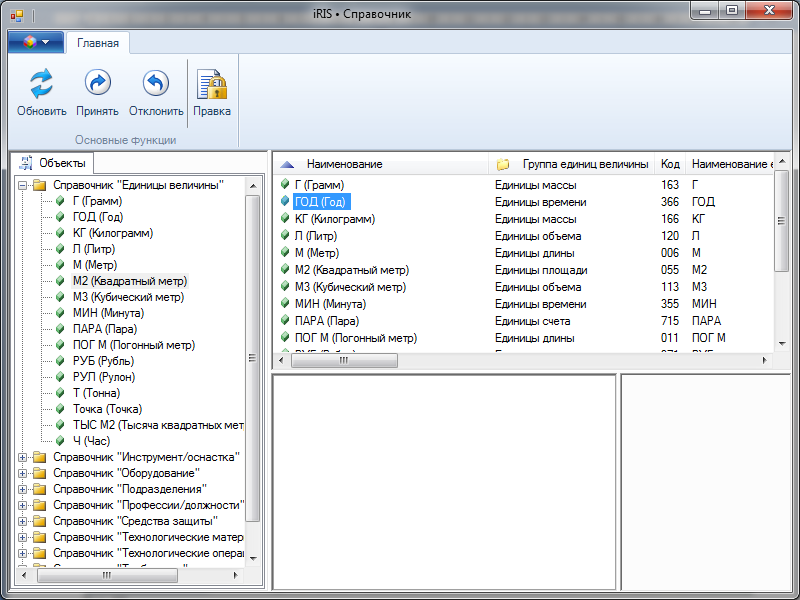 iRIS • Справочник
Главная
Обновить Принять Отклонить Правка
Основные функции
Объекты
Справочник "Единицы величины"
Г (Грамм)
ГОД (Год)
КГ (Килограмм)
Л (Литр)
М (Метр)
М2 (Квадратный метр)
М3 (Кубический метр)
МИН (Минута)
ПАРА (Пара)
ПОГ М (Погонный метр)
РУБ (Рубль)
РУЛ (Рулон)
Т (Тонна)
Точка (Точка)
ТЫС М2 (Тысяча квадратных мет
Ч (Час)
Справочник "Инструмент/оснастка"
Справочник "Оборудование"
Справочник "Подразделения"
Справочник "Профессии/должности"
Справочник "Средства защиты"
Справочник "Технологические матер
Справочник "Технологические опера
Наименование Группа единиц величины Код Наименование е
Г (Грамм) Единицы массы 163 Г
ГОД (Год) Единицы времени 366 ГОД
КГ (Килограмм) Единицы массы 166 КГ
Л (Литр) Единицы объема 120 Л
М (Метр) Единицы длины 006 М
М2 (Квадратный метр) Единицы площади 055 М2
М3 (Кубический метр) Единицы объема 113 М3
МИН (Минута) Единицы времени 355 МИН
ПАРА (Пара) Единицы счета 715 ПАРА
ПОГ М (Погонный метр) Единицы длины 011 ПОГ М